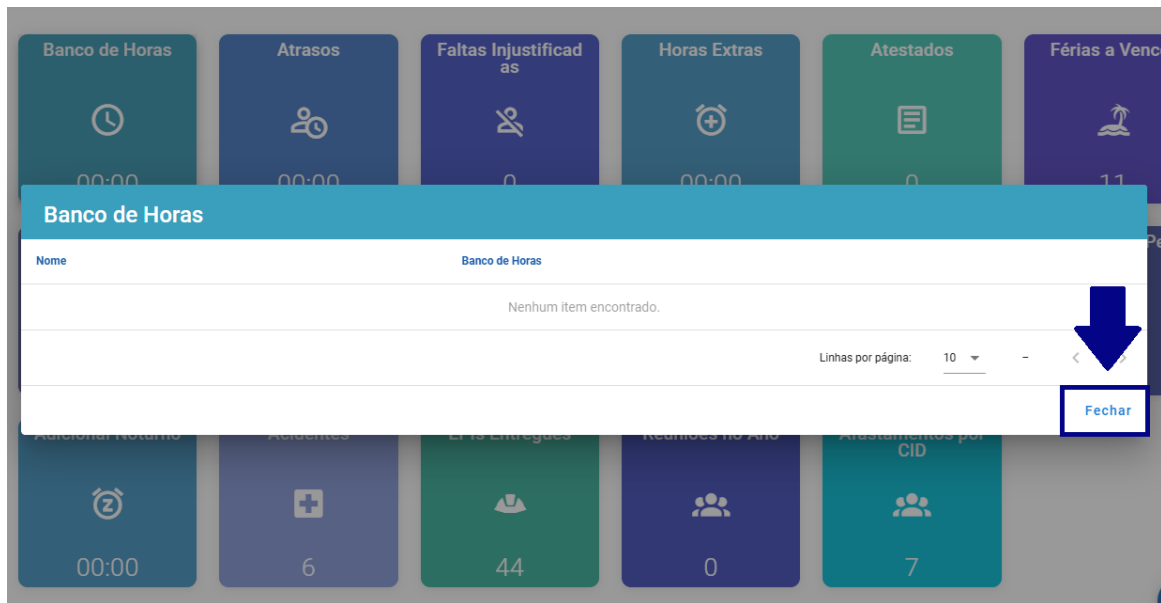 Banco de Horas
Atrasos
Faltas Injustificad
as
Horas Extras
Atestados
Férias a Venc
00:00
00:00
0
00:00
0
11
Banco de Horas
Nome
Banco de Horas
Nenhum item encontrado.
Linhas por página:
10
–
Fechar
Adicional Noturno
Acidentes
EPIs Entregues
Reuniões no Ano
Afastamentos por
CID
00:00
6
44
0
7